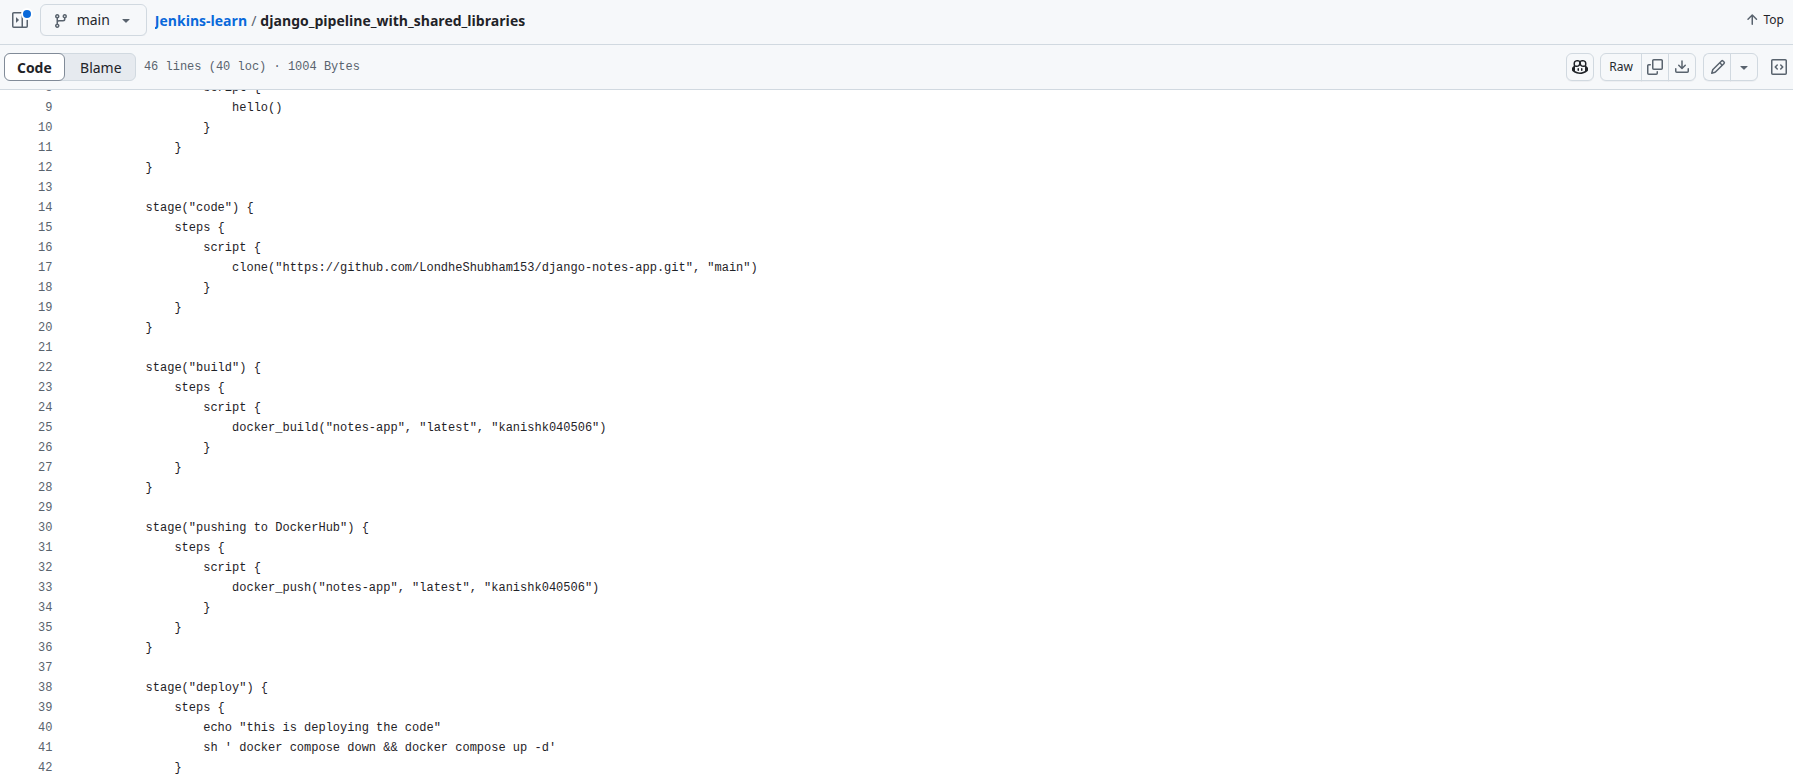 main
Jenkins-learn / django_pipeline_with_shared_libraries
Top
Code Blame 46 lines (40 loc) · 1004 Bytes
Raw
script {
9 hello()
10 }
11 }
12 }
13
14 stage("code") {
15 steps {
16 script {
17 clone("https://github.com/LondheShubham153/django-notes-app.git", "main")
18 }
19 }
20 }
21
22 stage("build") {
23 steps {
24 script {
25 docker_build("notes-app", "latest", "kanishk040506")
26 }
27 }
28 }
29
30 stage("pushing to DockerHub") {
31 steps {
32 script {
33 docker_push("notes-app", "latest", "kanishk040506")
34 }
35 }
36 }
37
38 stage("deploy") {
39 steps {
40 echo "this is deploying the code"
41 sh ' docker compose down && docker compose up -d'
42 }